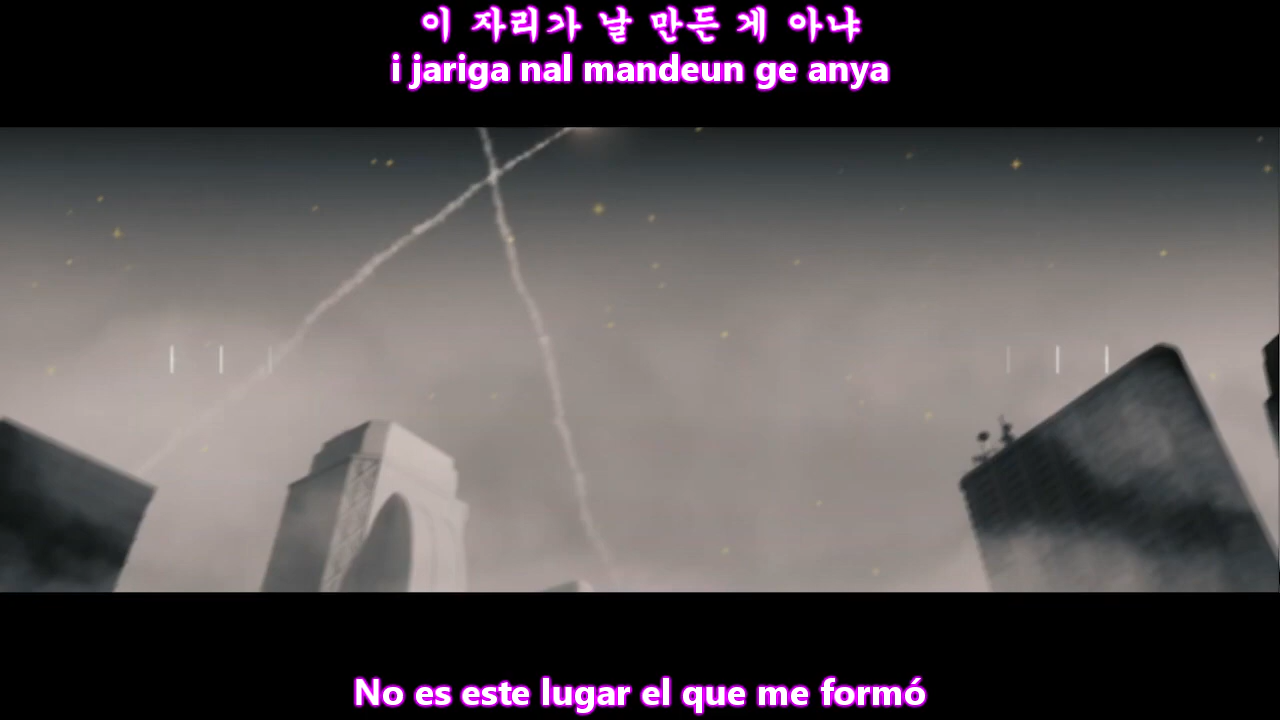 이 자리가 날 만든 게 아냐
i jariga nal mandeun ge anya
No es este lugar el que me formó